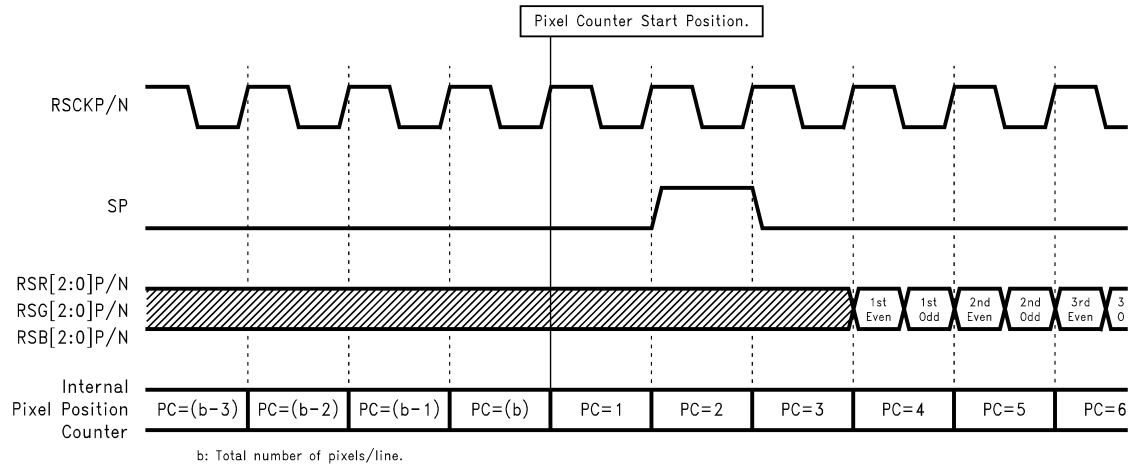 Pixel Counter Start Position.
RSCKP/N
SP
RSR[2:0]P/N
RSG[2:0]P/N
RSB[2:0]P/N
1st Even
1st Odd
2nd Even
2nd Odd
3rd Even
3 O
Internal
Pixel Position
Counter
PC=(b-3) PC=(b-2) PC=(b-1) PC=(b) PC=1 PC=2 PC=3 PC=4 PC=5 PC=6
b: Total number of pixels/line.